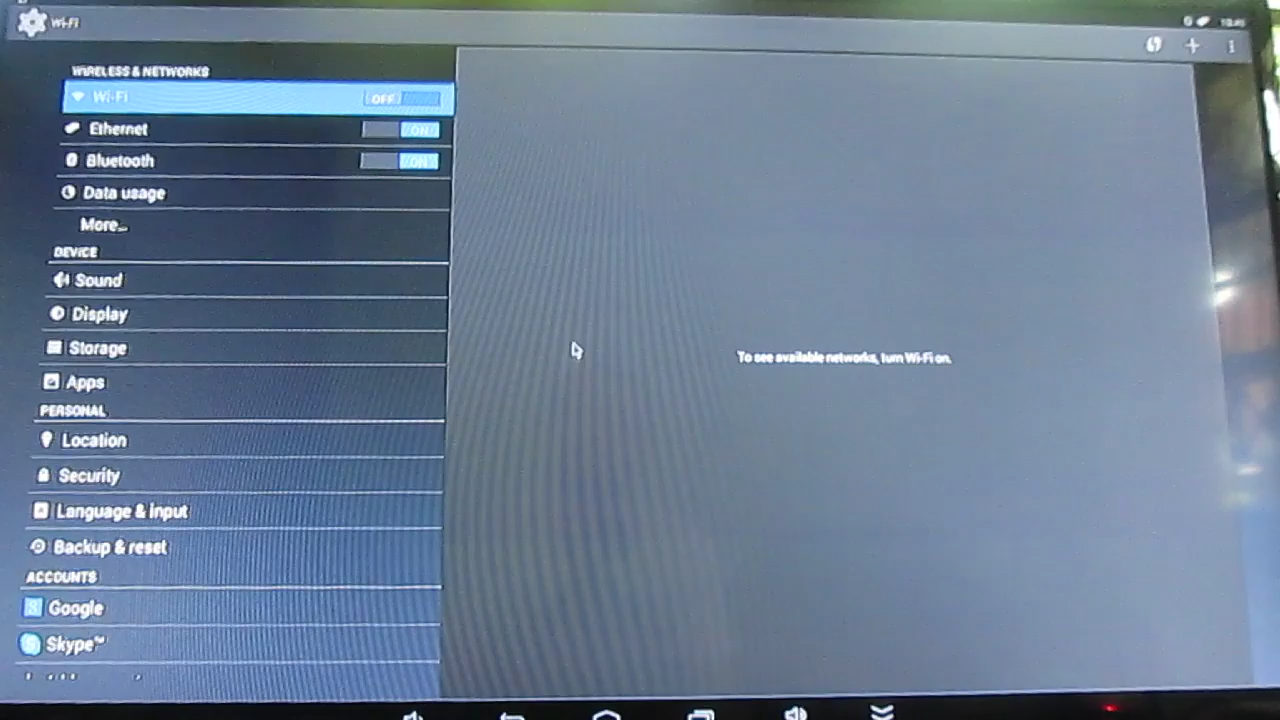 Wi-Fi
WIRELESS & NETWORKS
Wi-Fi OFF
Ethernet ON
Bluetooth ON
Data usage
More...
DEVICE
Sound
Display
Storage
Apps
PERSONAL
Location
Security
Language & input
Backup & reset
ACCOUNTS
Google
Skype™
To see available networks, turn Wi-Fi on.